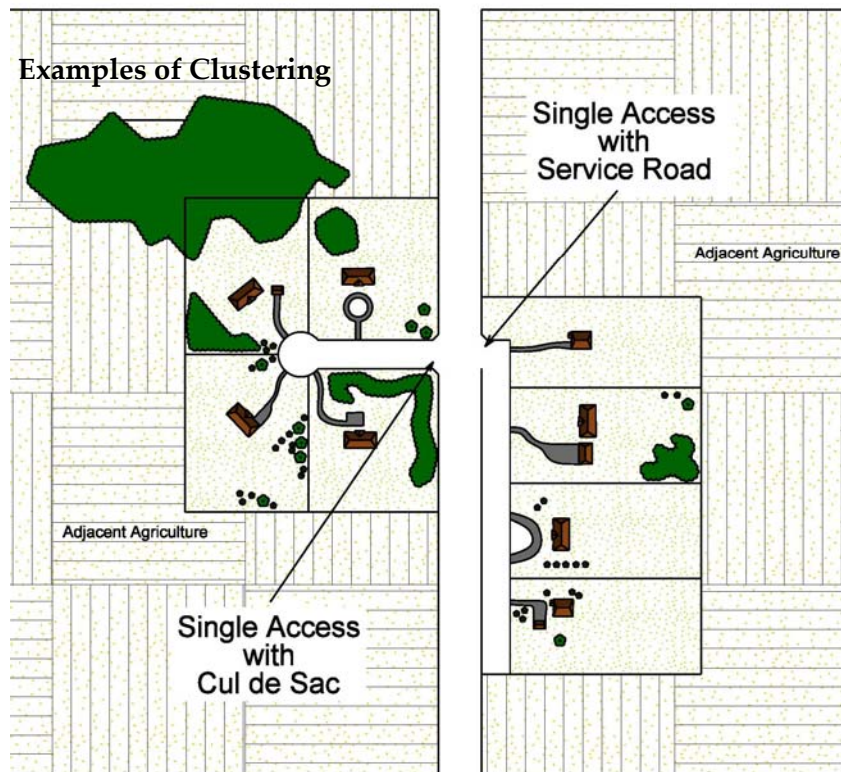 Examples of Clustering
Single Access
with
Service Road
Adjacent Agriculture
Adjacent Agriculture
Single Access
with
Cul de Sac